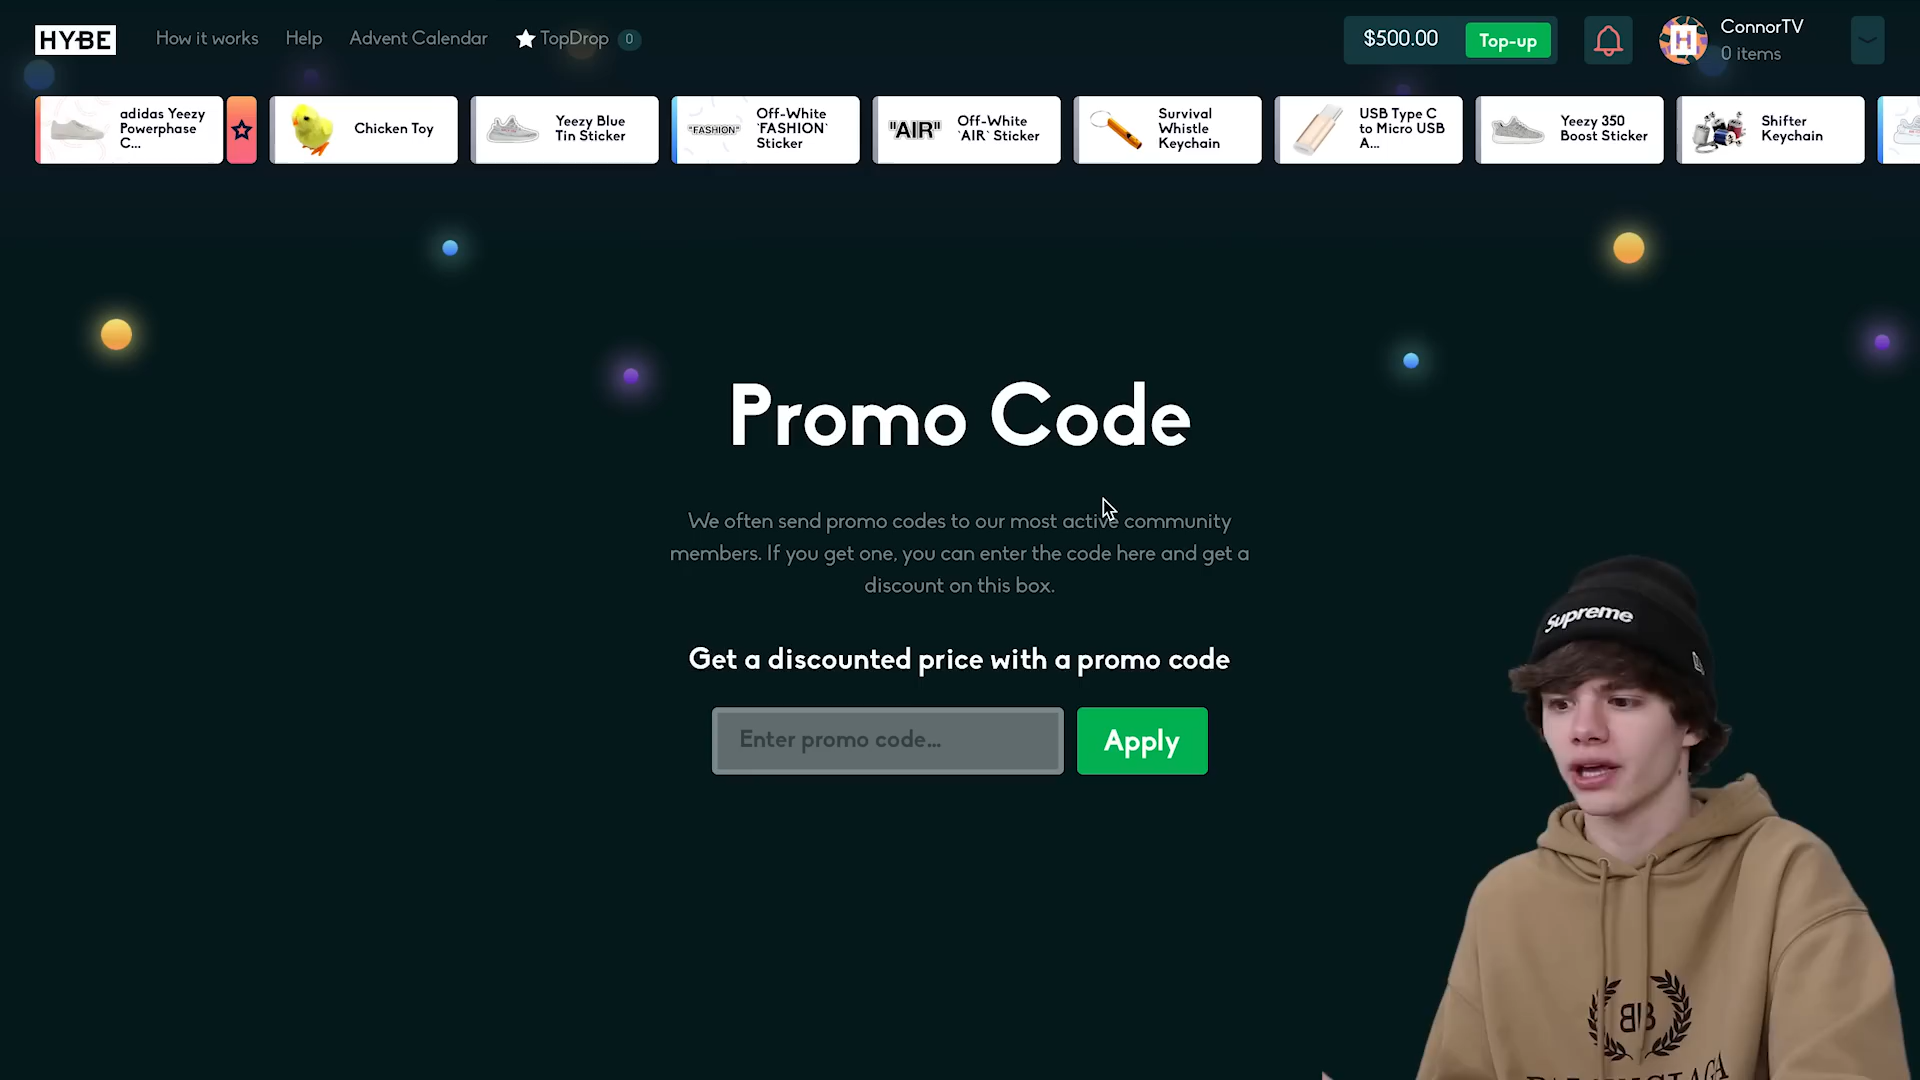 HYBE
How it works
Help
Advent Calendar
TopDrop 0
$500.00
Top-up
ConnorTV
0 items
adidas Yeezy
Powerphase
C...
Chicken Toy
Yeezy Blue
Tin Sticker
"FASHION"
Off-White
`FASHION`
Sticker
"AIR"
Off-White
`AIR` Sticker
Survival
Whistle
Keychain
USB Type C
to Micro USB
A...
Yeezy 350
Boost Sticker
Shifter
Keychain
Promo Code
We often send promo codes to our most active community
members. If you get one, you can enter the code here and get a
discount on this box.
Get a discounted price with a promo code
Enter promo code...
Apply
Supreme
BB